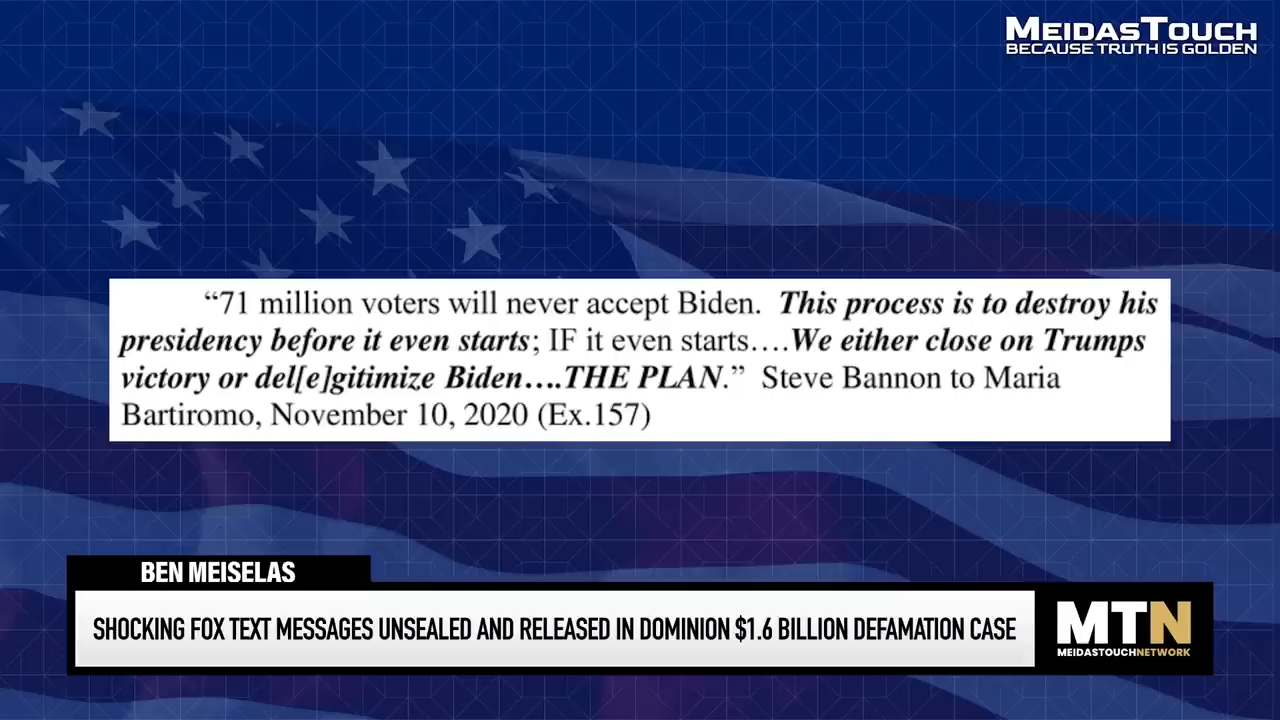 MEIDASTOUCH
BECAUSE TRUTH IS GOLDEN
“71 million voters will never accept Biden. This process is to destroy his
presidency before it even starts; IF it even starts….We either close on Trumps
victory or del[e]gitimize Biden….THE PLAN.” Steve Bannon to Maria
Bartiromo, November 10, 2020 (Ex.157)
BEN MEISELAS
SHOCKING FOX TEXT MESSAGES UNSEALED AND RELEASED IN DOMINION $1.6 BILLION DEFAMATION CASE
MTN
MEIDASTOUCHNETWORK